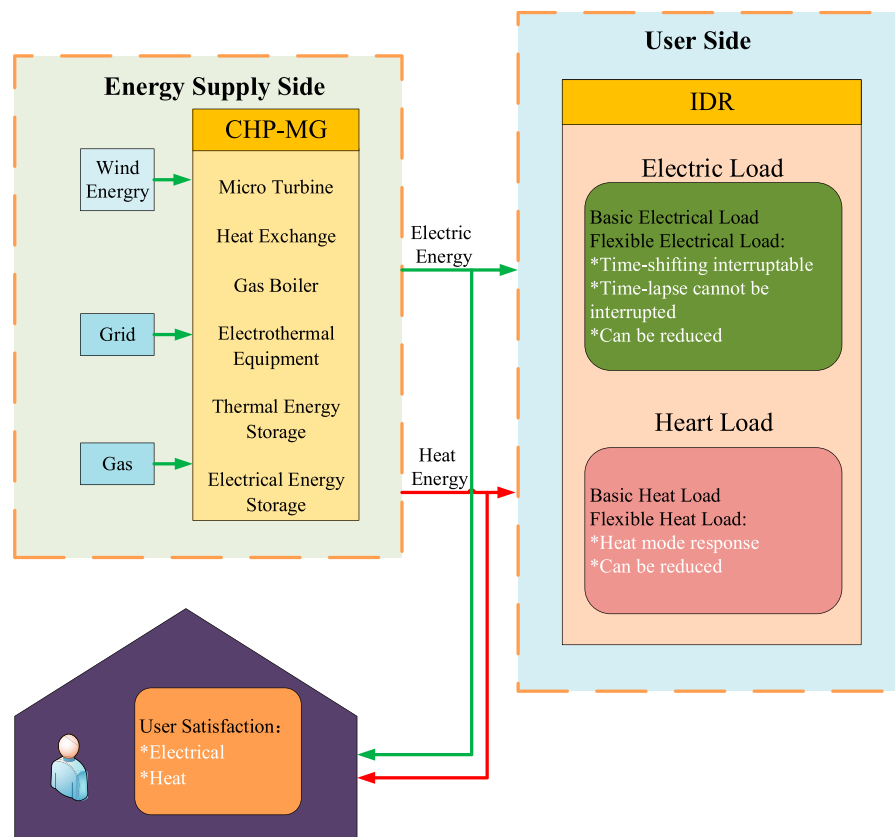 Energy Supply Side
CHP-MG
Wind
Energry
Grid
Gas
Micro Turbine
Heat Exchange
Gas Boiler
Electrothermal
Equipment
Thermal Energy
Storage
Electrical Energy
Storage
Electric
Energy
Heat
Energy
User Side
IDR
Electric Load
Basic Electrical Load
Flexible Electrical Load:
*Time-shifting interruptable
*Time-lapse cannot be
interrupted
*Can be reduced
Heart Load
Basic Heat Load
Flexible Heat Load:
*Heat mode response
*Can be reduced
User Satisfaction：
*Electrical
*Heat